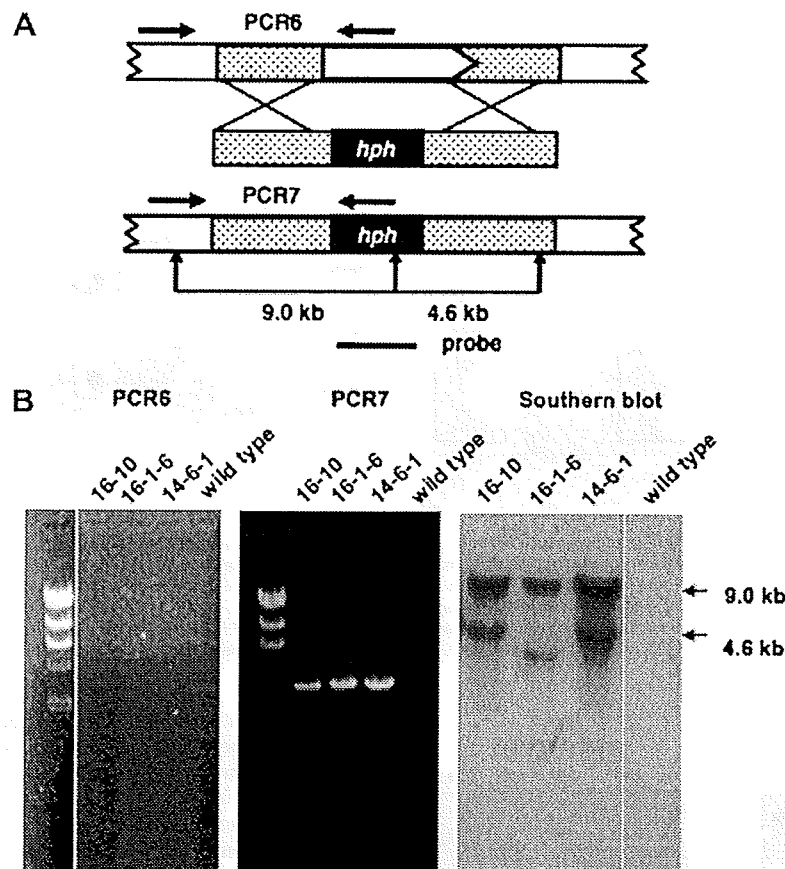 A
PCR6
hph
PCR7
hph
9.0 kb
4.6 kb
probe
B
PCR6
PCR7
Southern blot
16-10
16-1-6
14-6-1
wild type
16-10
16-1-6
14-6-1
wild type
16-10
16-1-6
14-6-1
wild type
9.0 kb
4.6 kb